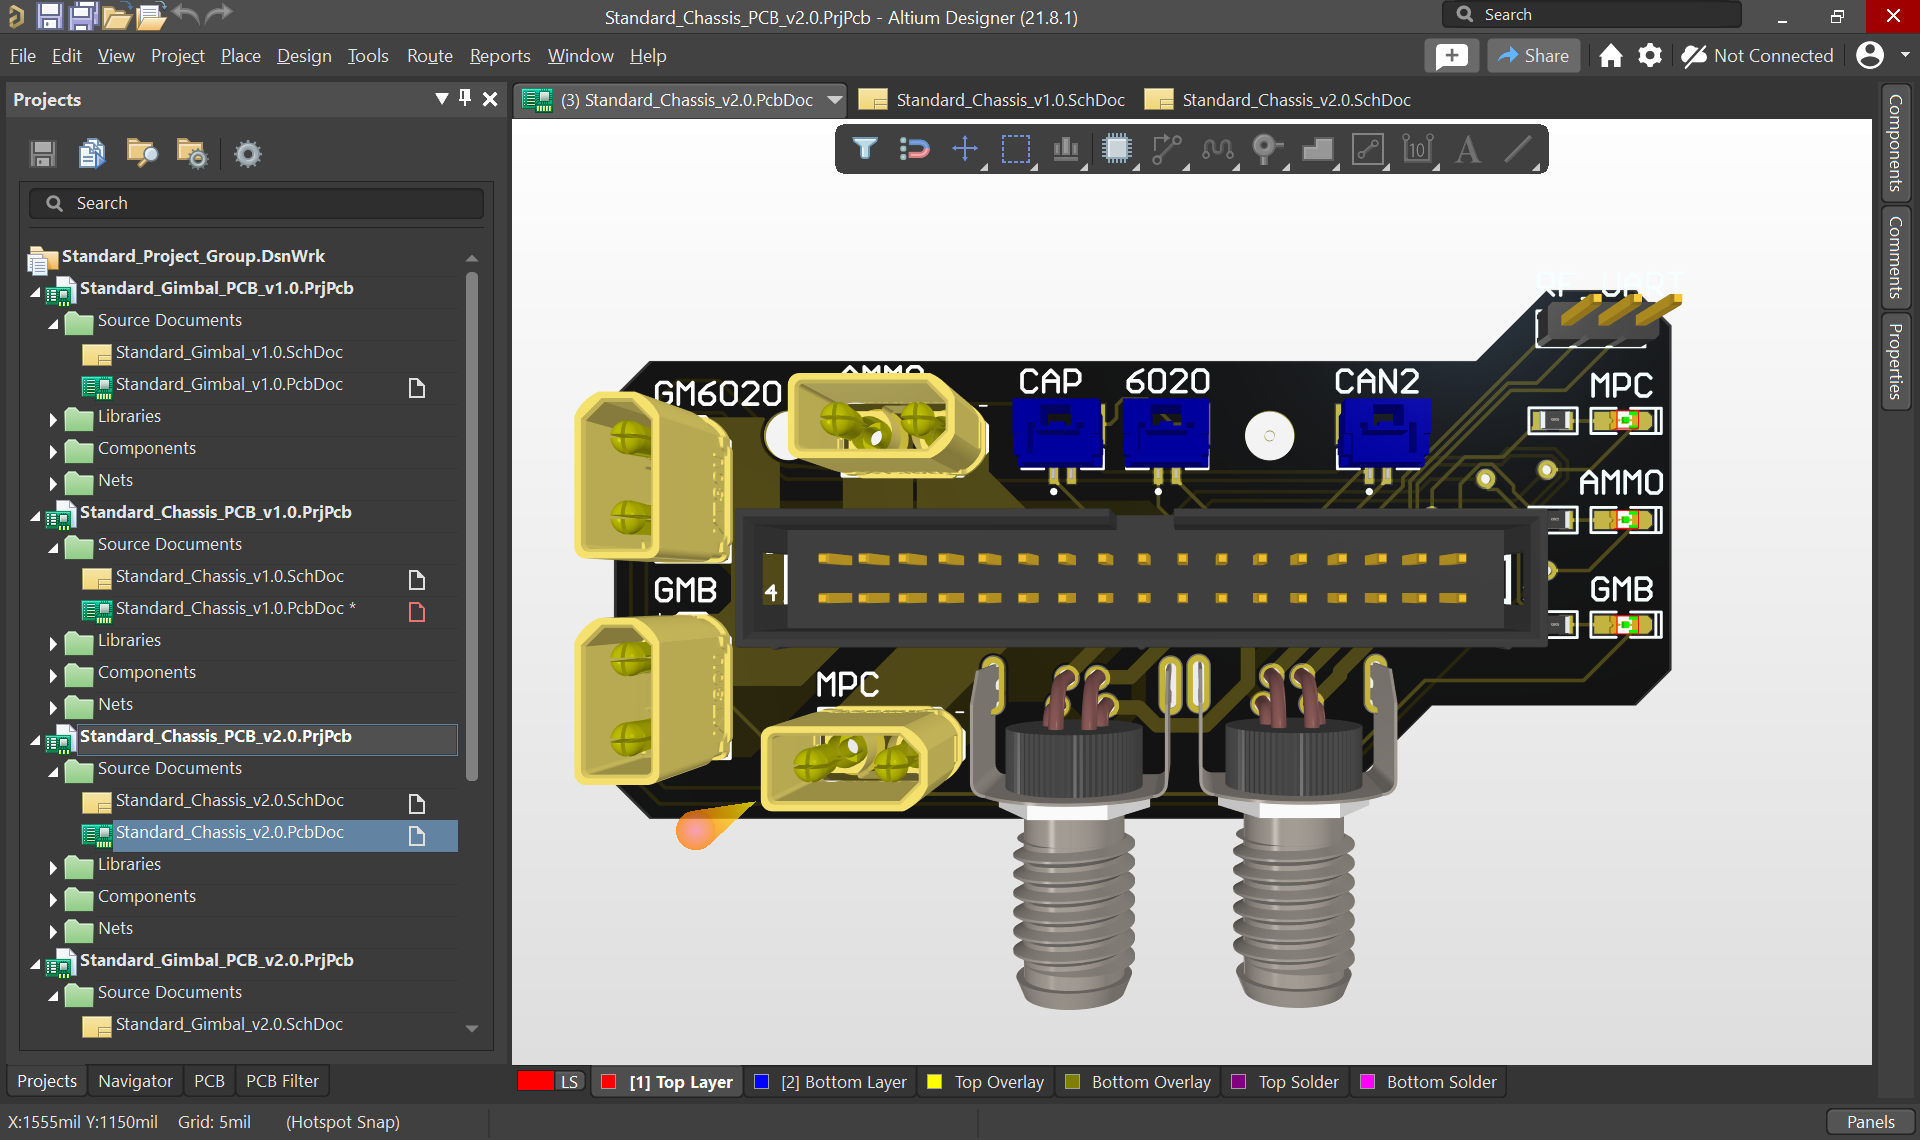 Standard_Chassis_PCB_v2.0.PrjPcb - Altium Designer (21.8.1)
Search
File Edit View Project Place Design Tools Route Reports Window Help
Share
Not Connected
Projects
(3) Standard_Chassis_v2.0.PcbDoc
Standard_Chassis_v1.0.SchDoc
Standard_Chassis_v2.0.SchDoc
Search
Standard_Project_Group.DsnWrk
Standard_Gimbal_PCB_v1.0.PrjPcb
Source Documents
Standard_Gimbal_v1.0.SchDoc
Standard_Gimbal_v1.0.PcbDoc
Libraries
Components
Nets
Standard_Chassis_PCB_v1.0.PrjPcb
Source Documents
Standard_Chassis_v1.0.SchDoc
Standard_Chassis_v1.0.PcbDoc *
Libraries
Components
Nets
Standard_Chassis_PCB_v2.0.PrjPcb
Source Documents
Standard_Chassis_v2.0.SchDoc
Standard_Chassis_v2.0.PcbDoc
Libraries
Components
Nets
Standard_Gimbal_PCB_v2.0.PrjPcb
Source Documents
Standard_Gimbal_v2.0.SchDoc
Projects Navigator PCB PCB Filter
10
A
RF_UART
GM6020
AMMO
CAP
6020
CAN2
MPC
AMMO
GMB
4
GMB
MPC
Components
Comments
Properties
LS
[1] Top Layer
[2] Bottom Layer
Top Overlay
Bottom Overlay
Top Solder
Bottom Solder
X:1555mil Y:1150mil Grid: 5mil (Hotspot Snap)
Panels